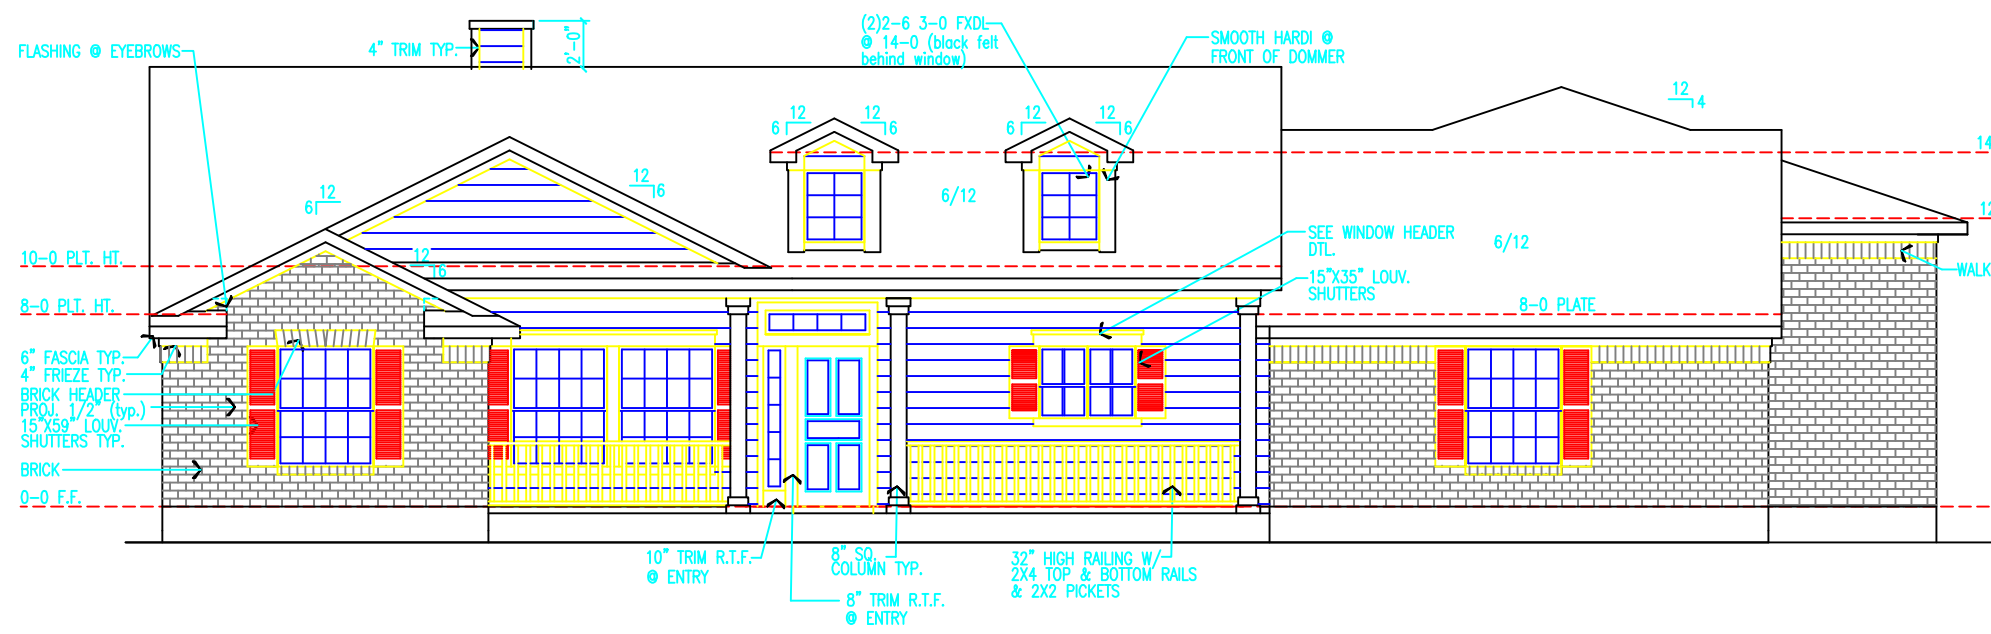 (2)2-6 3-0 FXDL
@ 14-0 (black felt
behind window)
FLASHING @ EYEBROWS
4" TRIM TYP.
2'-0"
SMOOTH HARDI @
FRONT OF DOMMER
12
4
12
6
12
6
12
6
12
6
14
12
6
12
6
6/12
12
SEE WINDOW HEADER
DTL.
6/12
10-0 PLT. HT.
12
6
15"X35" LOUV.
SHUTTERS
WALK
8-0 PLT. HT.
8-0 PLATE
6" FASCIA TYP.
4" FRIEZE TYP.
BRICK HEADER
PROJ. 1/2" (typ.)
15"X59" LOUV.
SHUTTERS TYP.
BRICK
0-0 F.F.
10" TRIM R.T.F.
@ ENTRY
8" SQ.
COLUMN TYP.
32" HIGH RAILING W/
2X4 TOP & BOTTOM RAILS
& 2X2 PICKETS
8" TRIM R.T.F.
@ ENTRY